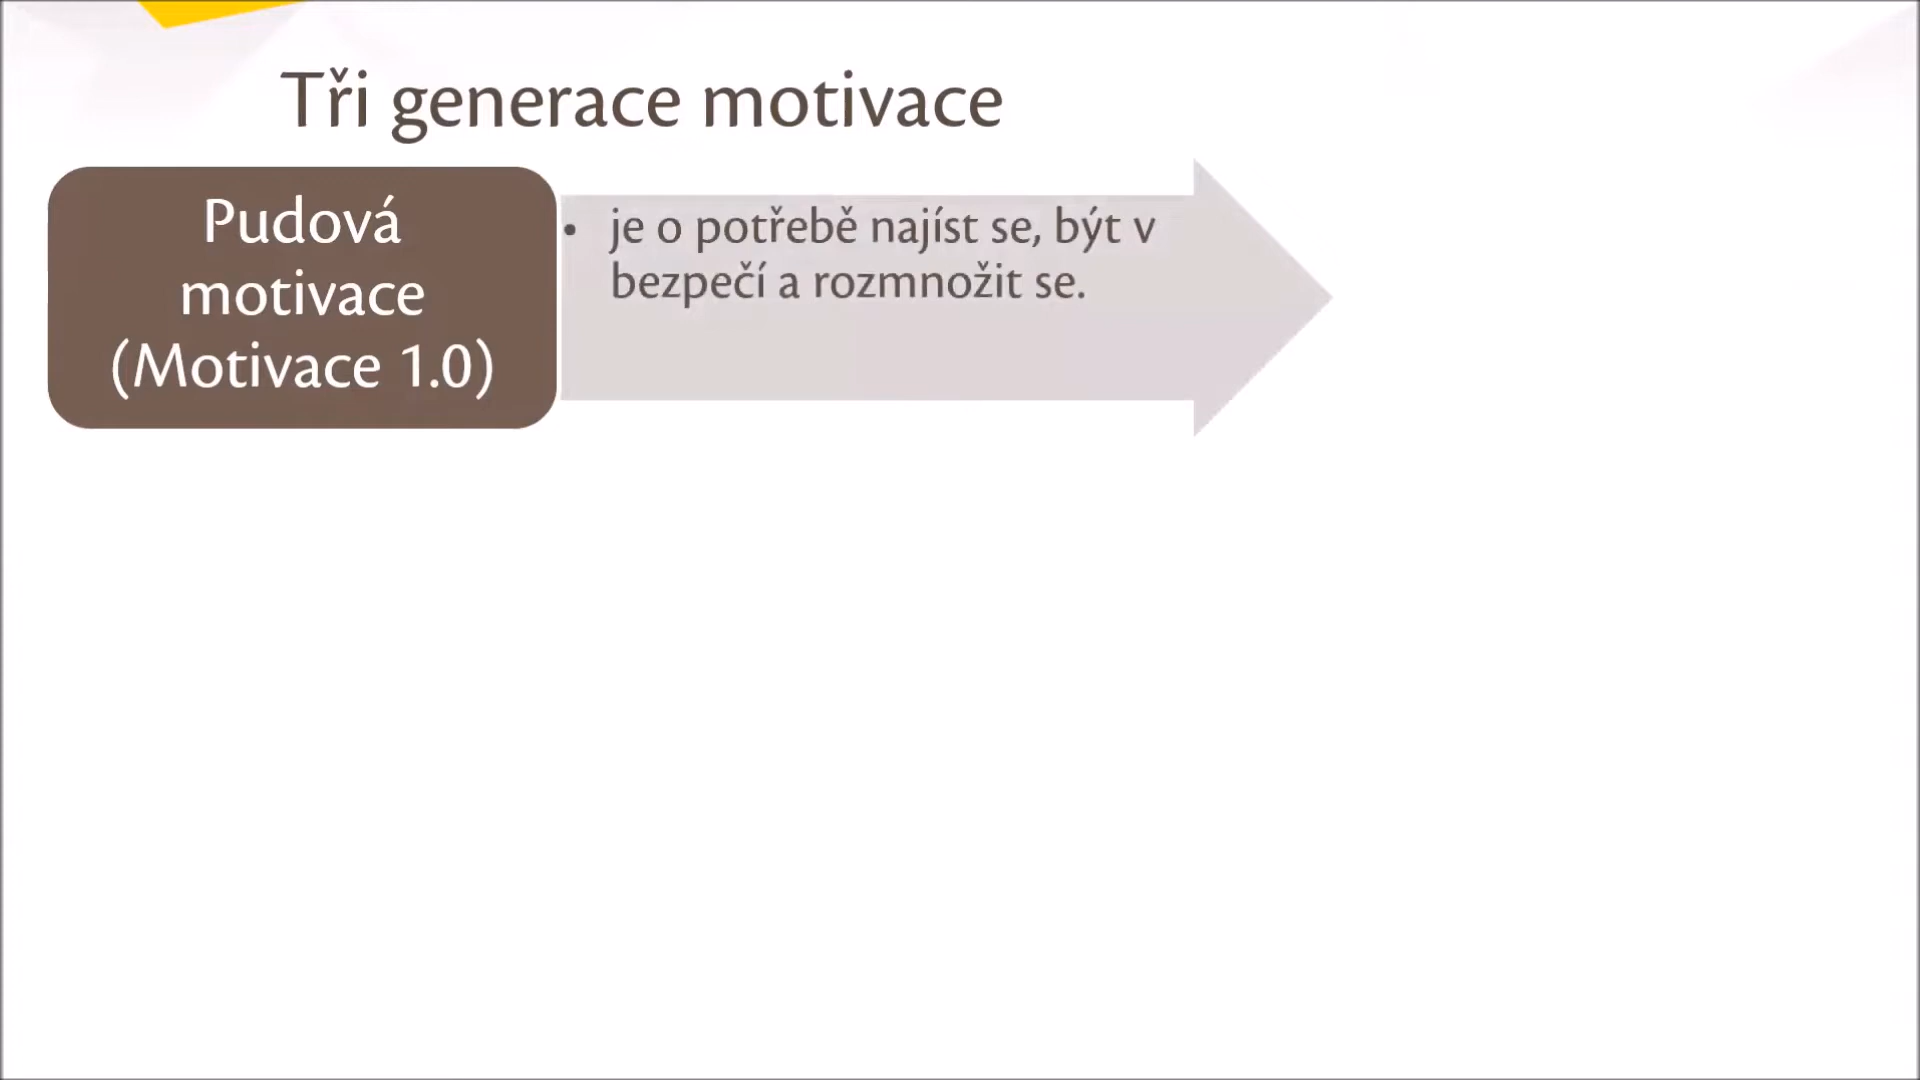 Tři generace motivace
Pudová
motivace
(Motivace 1.0)
• je o potřebě najíst se, být v
bezpečí a rozmnožit se.